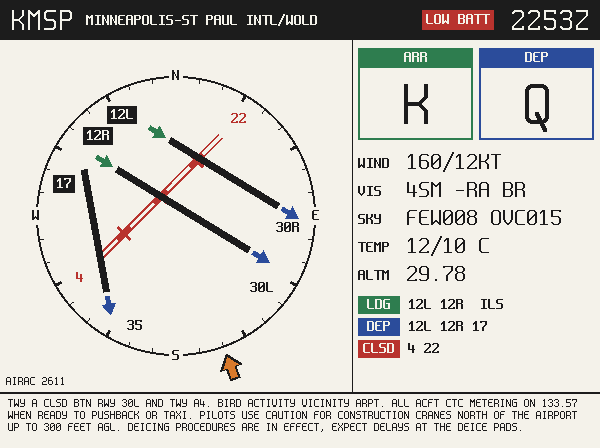 KMSP MINNEAPOLIS-ST PAUL INTL/WOLD LOW BATT 2253Z
ARR DEP
K Q
WIND 160/12KT
VIS 4SM -RA BR
SKY FEW008 OVC015
TEMP 12/10 C
ALTM 29.78
LDG 12L 12R ILS
DEP 12L 12R 17
CLSD 4 22
N
12L
22
12R
17
W
E
30R
4
30L
35
S
AIRAC 2611
TWY A CLSD BTN RWY 30L AND TWY A4. BIRD ACTIVITY VICINITY ARPT. ALL ACFT CTC METERING ON 133.57
WHEN READY TO PUSHBACK OR TAXI. PILOTS USE CAUTION FOR CONSTRUCTION CRANES NORTH OF THE AIRPORT
UP TO 300 FEET AGL. DEICING PROCEDURES ARE IN EFFECT, EXPECT DELAYS AT THE DEICE PADS.